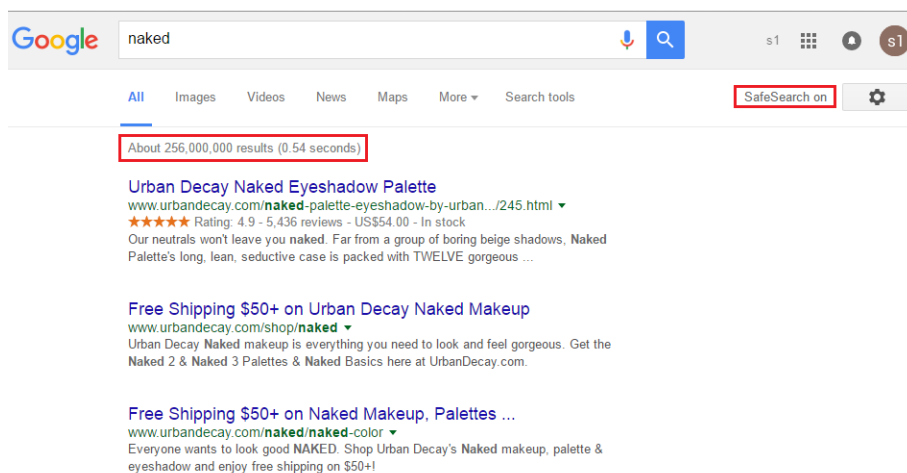 Google
naked
s1
s1
All Images Videos News Maps More Search tools
SafeSearch on
About 256,000,000 results (0.54 seconds)
Urban Decay Naked Eyeshadow Palette
www.urbandecay.com/naked-palette-eyeshadow-by-urban.../245.html
Rating: 4.9 - 5,436 reviews - US$54.00 - In stock
Our neutrals won't leave you naked. Far from a group of boring beige shadows, Naked
Palette's long, lean, seductive case is packed with TWELVE gorgeous ...
Free Shipping $50+ on Urban Decay Naked Makeup
www.urbandecay.com/shop/naked
Urban Decay Naked makeup is everything you need to look and feel gorgeous. Get the
Naked 2 & Naked 3 Palettes & Naked Basics here at UrbanDecay.com.
Free Shipping $50+ on Naked Makeup, Palettes ...
www.urbandecay.com/naked/naked-color
Everyone wants to look good NAKED. Shop Urban Decay's Naked makeup, palette &
eyeshadow and enjoy free shipping on $50+!